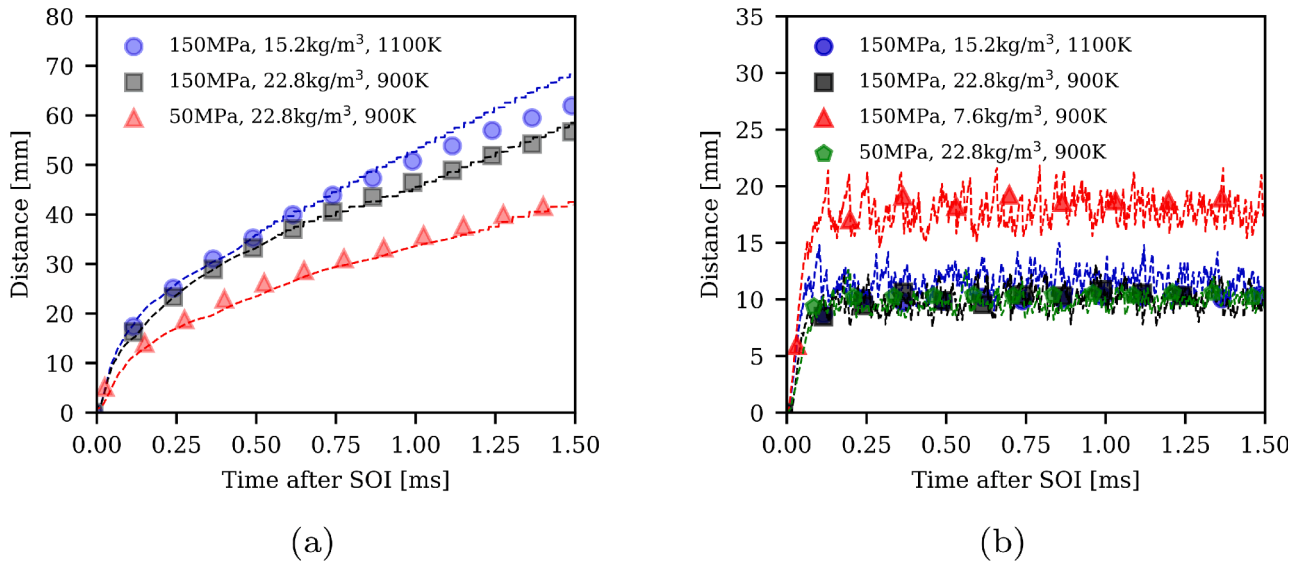 80
70
60
50
40
30
20
10
0
Distance [mm]
150MPa, 15.2kg/m³, 1100K
150MPa, 22.8kg/m³, 900K
50MPa, 22.8kg/m³, 900K
0.00 0.25 0.50 0.75 1.00 1.25 1.50
Time after SOI [ms]
(a)
35
30
25
20
15
10
5
0
Distance [mm]
150MPa, 15.2kg/m³, 1100K
150MPa, 22.8kg/m³, 900K
150MPa, 7.6kg/m³, 900K
50MPa, 22.8kg/m³, 900K
0.00 0.25 0.50 0.75 1.00 1.25 1.50
Time after SOI [ms]
(b)